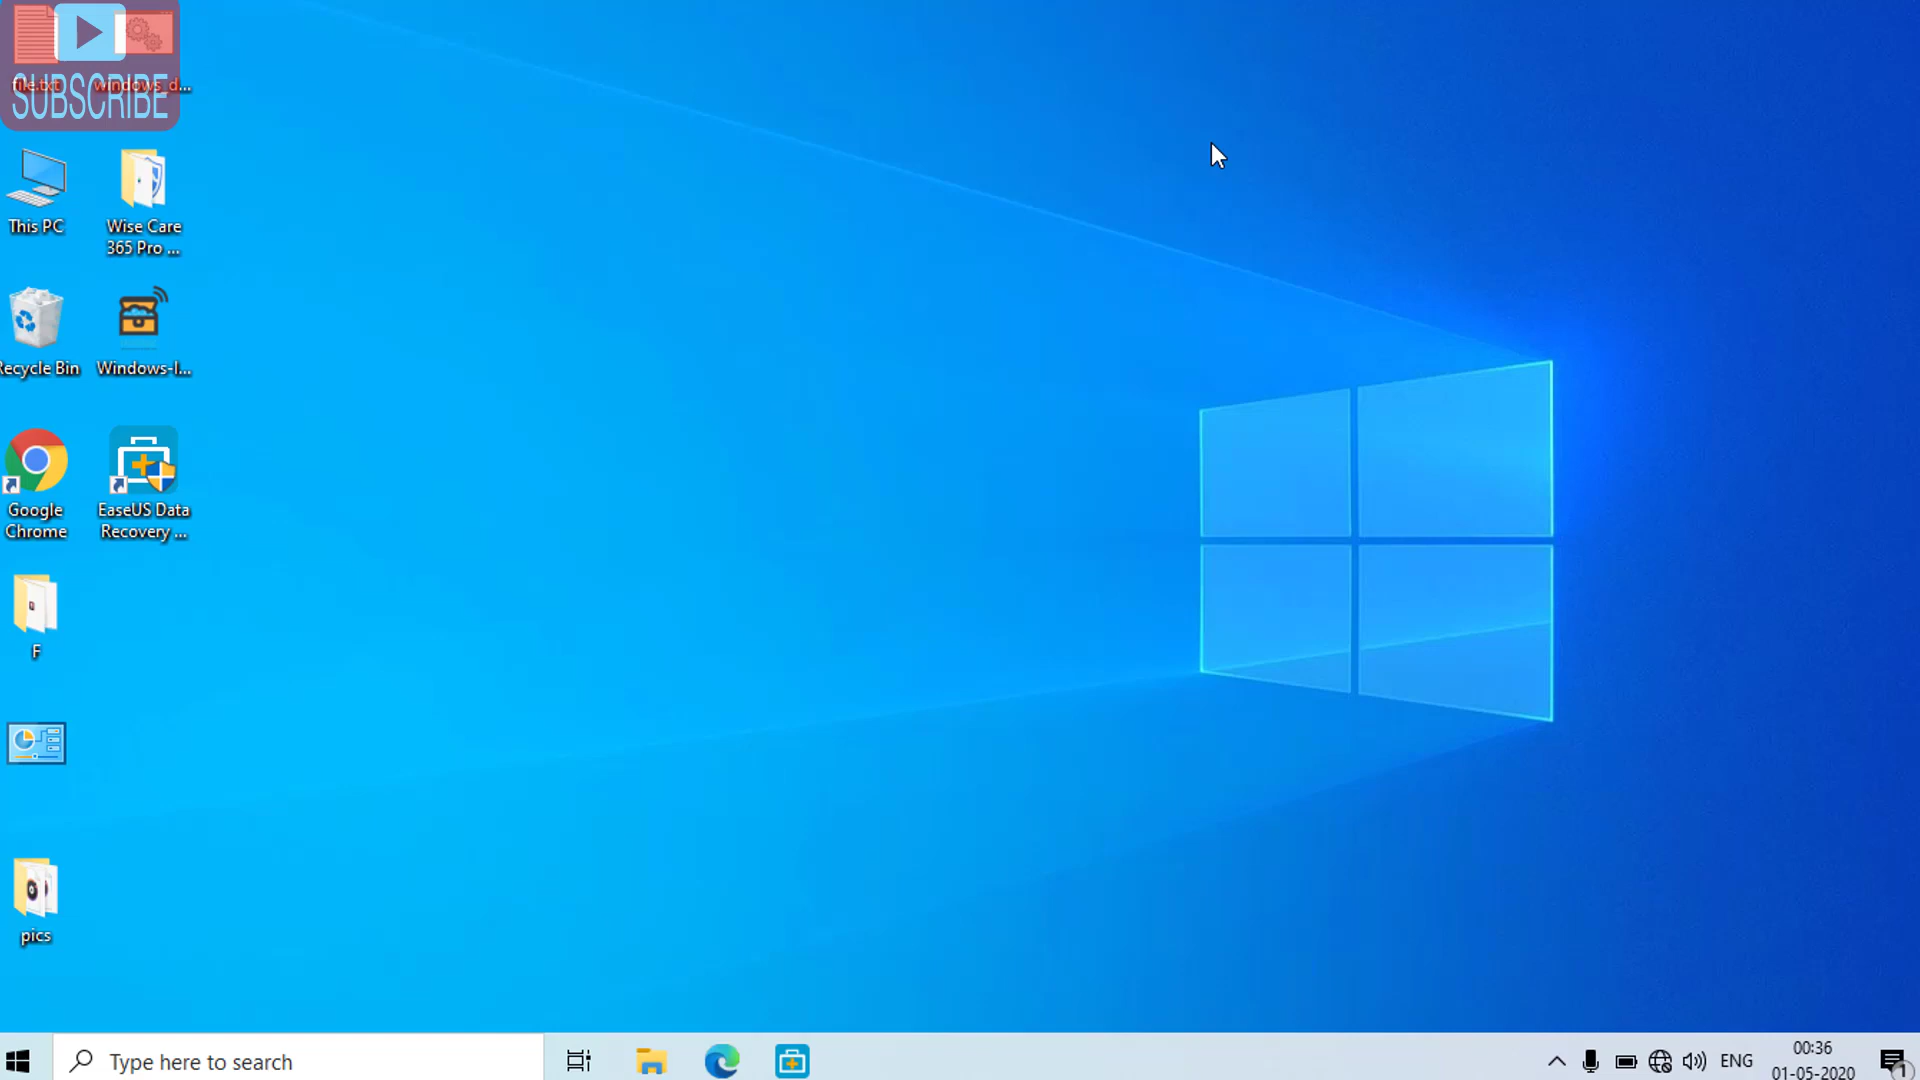 file.txt windows_d...
SUBSCRIBE
This PC
Wise Care
365 Pro ...
Recycle Bin
Windows-I...
Google
Chrome
EaseUS Data
Recovery ...
F
pics
Type here to search
ENG
00:36
01-05-2020
1